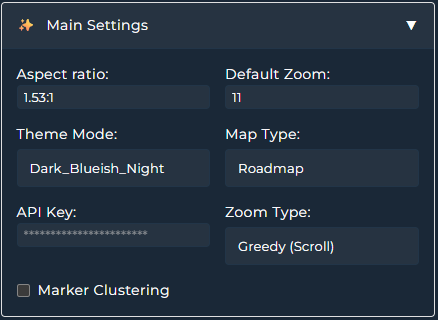 Main Settings
Aspect ratio:
Default Zoom:
1.53:1
11
Theme Mode:
Map Type:
Dark_Blueish_Night
Roadmap
API Key:
Zoom Type:
***********************
Greedy (Scroll)
Marker Clustering